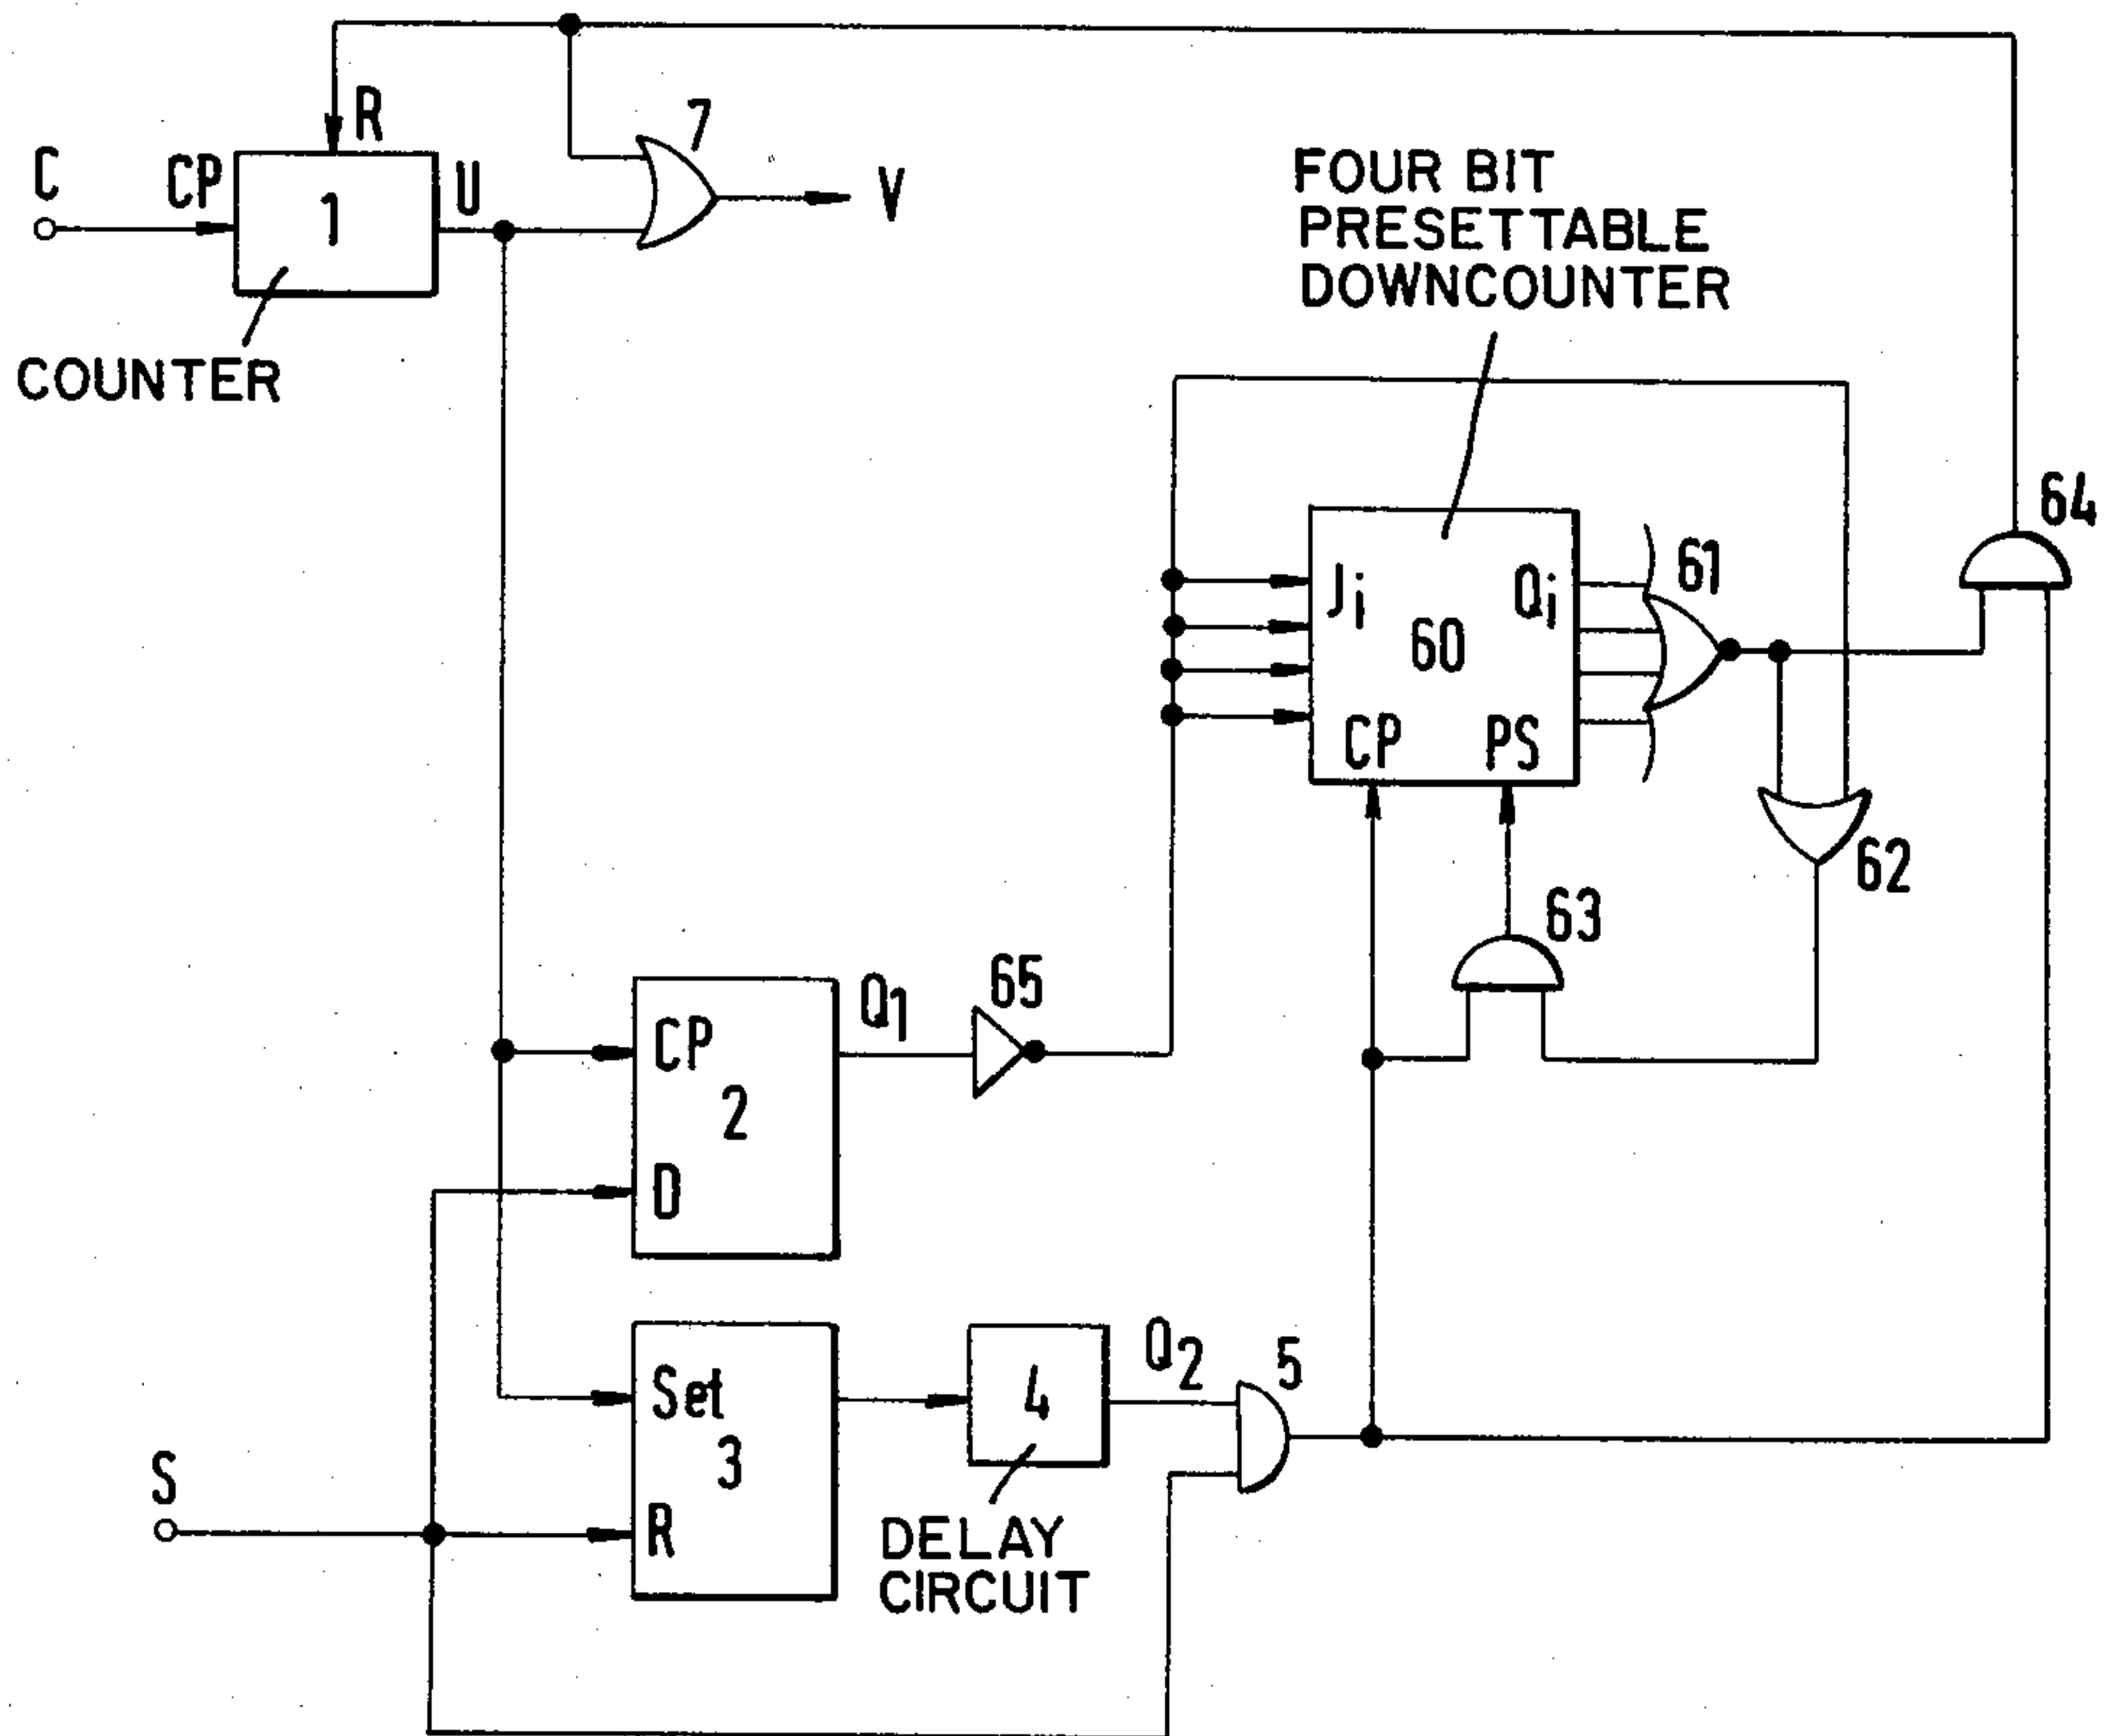 R
7
C
CP
1
U
V
FOUR BIT
PRESETTABLE
DOWNCOUNTER
COUNTER
64
Ji
Qi
61
60
CP
PS
62
63
65
Q1
CP
2
D
Set
3
R
4
Q2
5
S
DELAY
CIRCUIT